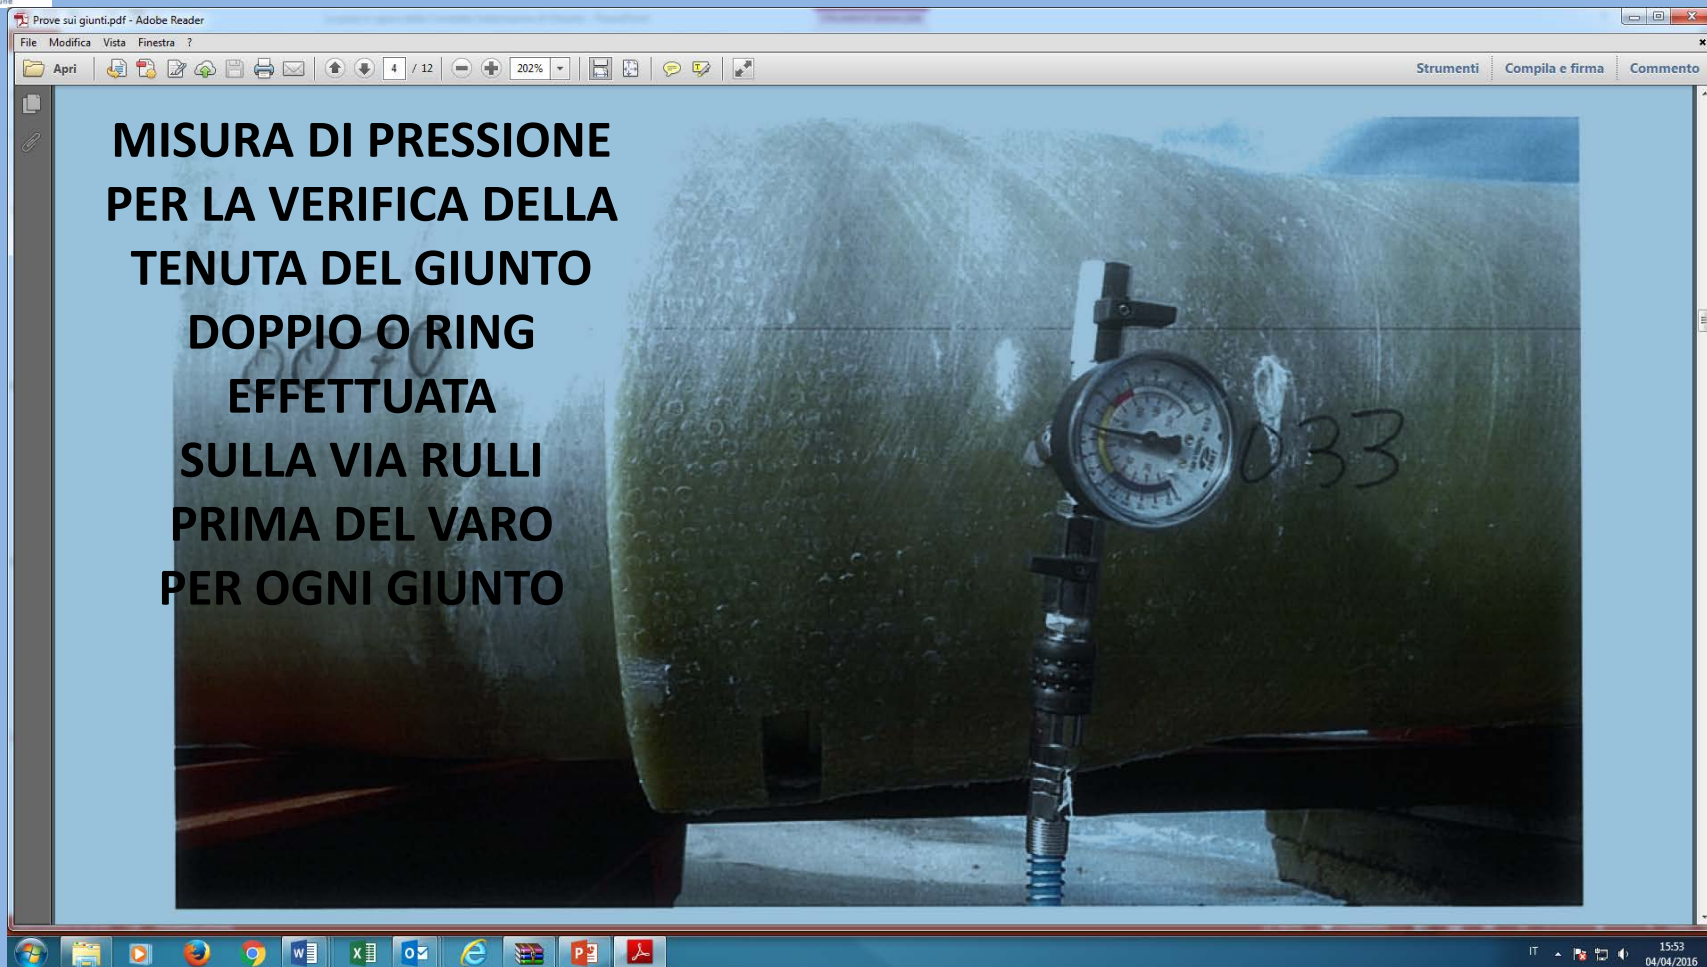 Prove sui giunti.pdf - Adobe Reader
File Modifica Vista Finestra ?
Apri 4 / 12 202% Strumenti Compila e firma Commento
MISURA DI PRESSIONE
PER LA VERIFICA DELLA
TENUTA DEL GIUNTO
DOPPIO O RING
EFFETTUATA
SULLA VIA RULLI
PRIMA DEL VARO
PER OGNI GIUNTO
033
IT 15:53
04/04/2016